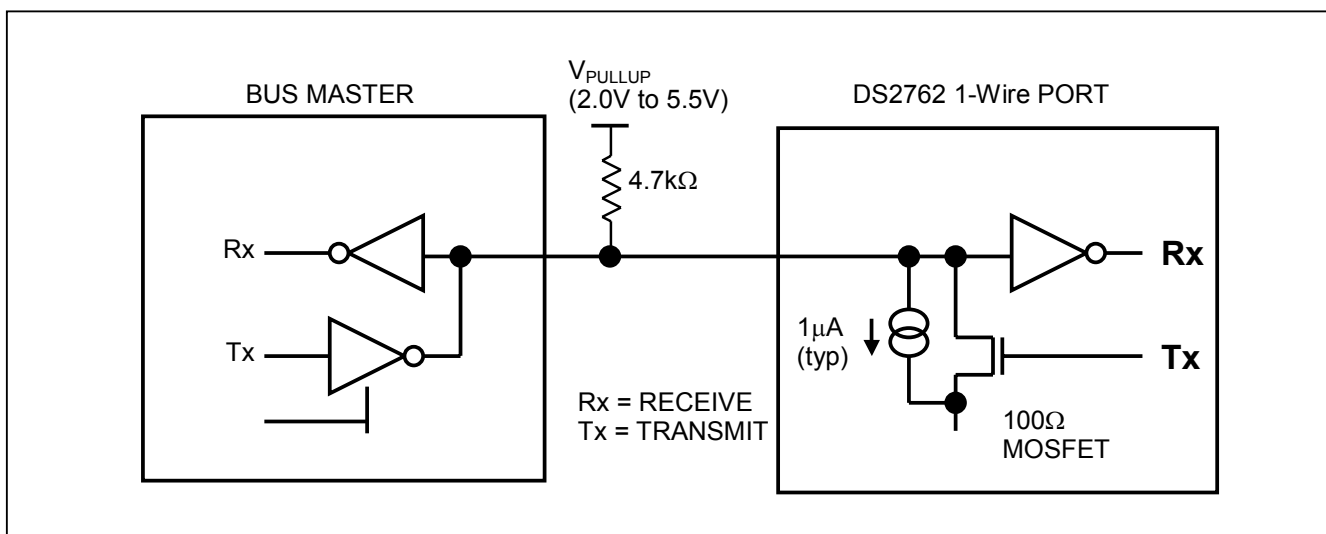 BUS MASTER
V_PULLUP
(2.0V to 5.5V)
DS2762 1-Wire PORT
4.7kΩ
Rx
Rx
1μA
(typ)
Tx
Tx
Rx = RECEIVE
Tx = TRANSMIT
100Ω
MOSFET